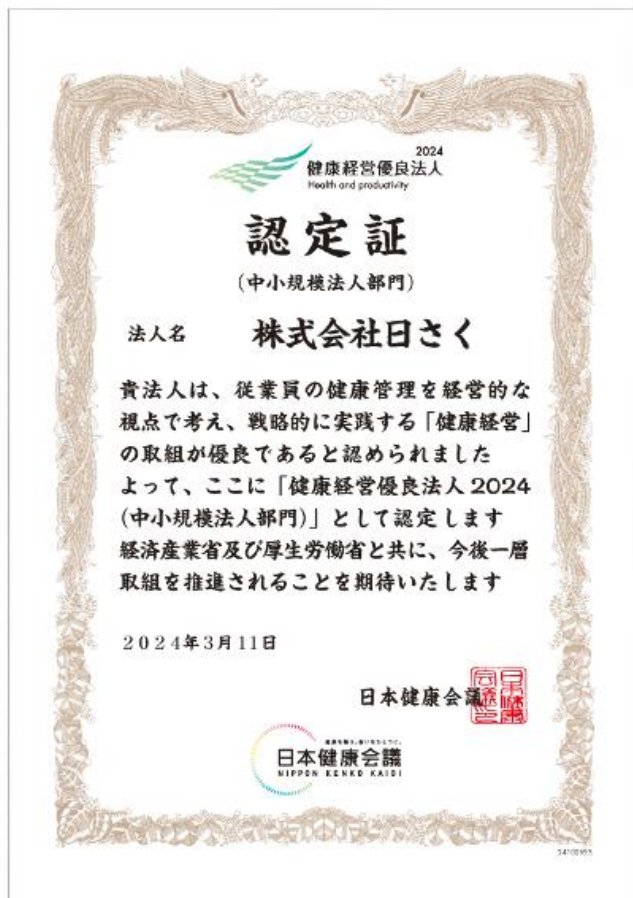 2024
健康経営優良法人
Health and productivity
認定証
(中小規模法人部門)
法人名 株式会社日さく
貴法人は、従業員の健康管理を経営的な
視点で考え、戦略的に実践する「健康経営」
の取組が優良であると認められました
よって、ここに「健康経営優良法人2024
(中小規模法人部門)」として認定します
経済産業省及び厚生労働省と共に、今後一層
取組を推進されることを期待いたします
2024年3月11日
日本健康会議
日本健康会議
NIPPON KENKO KAIGI